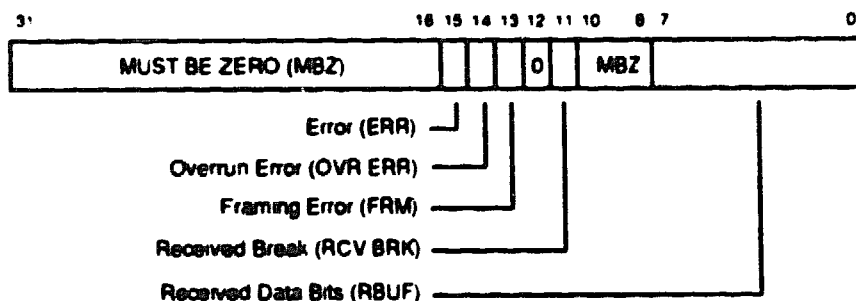 31 16 15 14 13 12 11 10 8 7 0
MUST BE ZERO (MBZ) 0 MBZ
Error (ERR)
Overrun Error (OVR ERR)
Framing Error (FRM)
Received Break (RCV BRK)
Received Data Bits (RBUF)